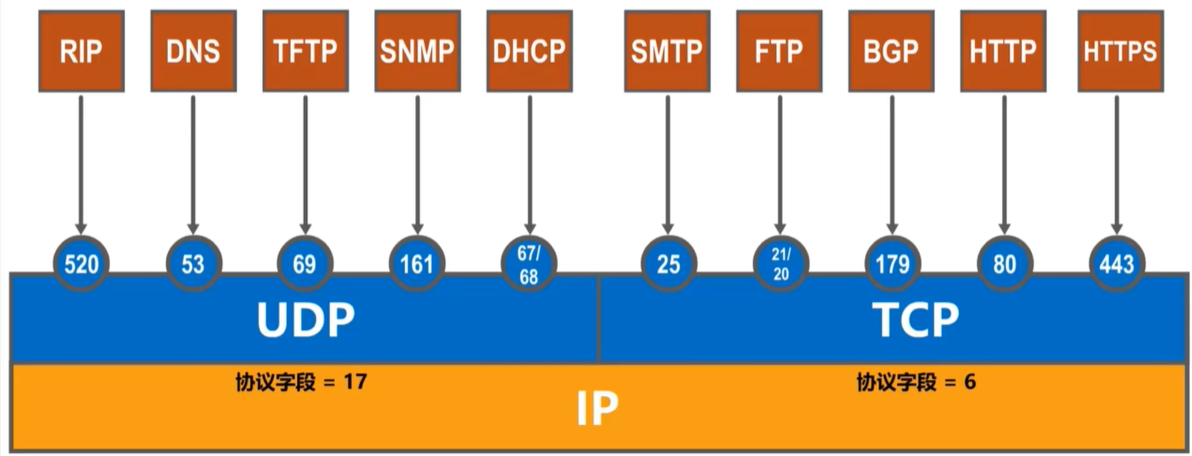 RIP DNS TFTP SNMP DHCP SMTP FTP BGP HTTP HTTPS
520 53 69 161 67/ 68 25 21/ 20 179 80 443
UDP TCP
协议字段 = 17 协议字段 = 6
IP